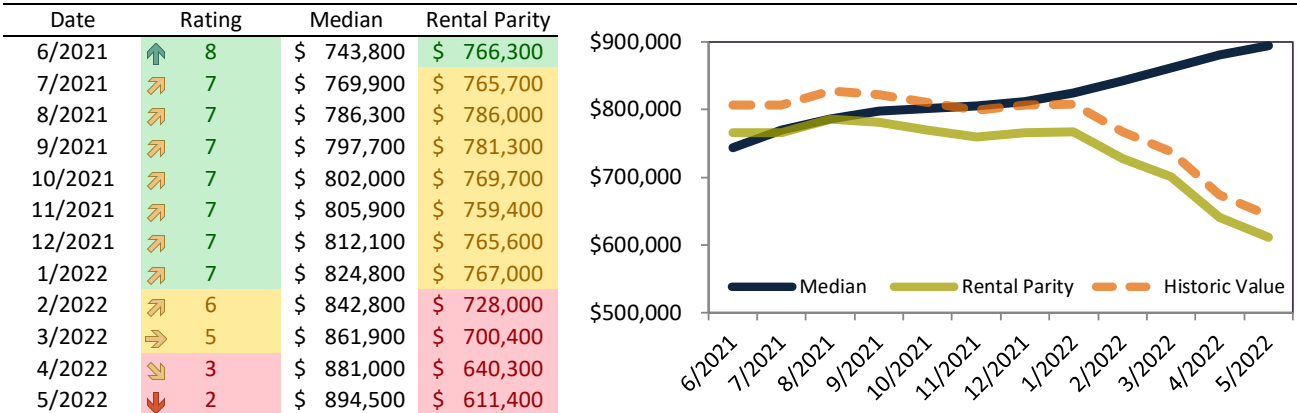 Date Rating Median Rental Parity
6/2021 8 $ 743,800 $ 766,300
7/2021 7 $ 769,900 $ 765,700
8/2021 7 $ 786,300 $ 786,000
9/2021 7 $ 797,700 $ 781,300
10/2021 7 $ 802,000 $ 769,700
11/2021 7 $ 805,900 $ 759,400
12/2021 7 $ 812,100 $ 765,600
1/2022 7 $ 824,800 $ 767,000
2/2022 6 $ 842,800 $ 728,000
3/2022 5 $ 861,900 $ 700,400
4/2022 3 $ 881,000 $ 640,300
5/2022 2 $ 894,500 $ 611,400
$900,000
$800,000
$700,000
$600,000
$500,000
Median Rental Parity Historic Value
6/2021 7/2021 8/2021 9/2021 10/2021 11/2021 12/2021 1/2022 2/2022 3/2022 4/2022 5/2022